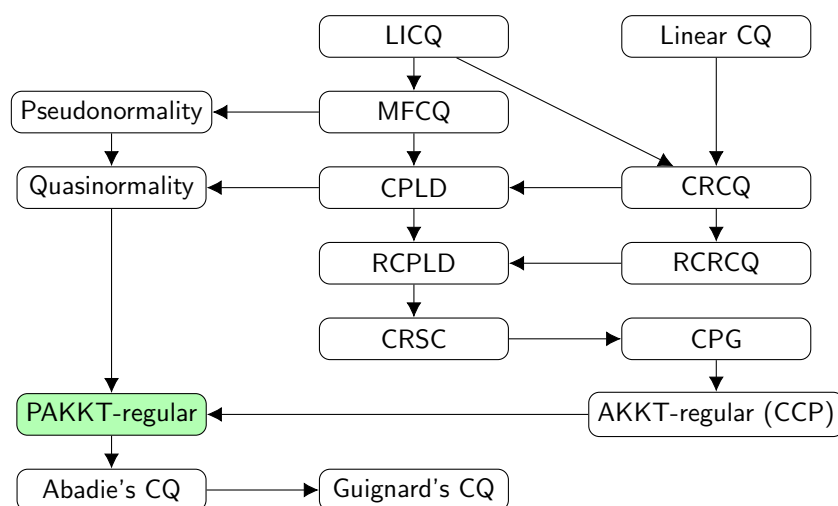 LICQ
Linear CQ
Pseudonormality
MFCQ
Quasinormality
CPLD
CRCQ
RCPLD
RCRCQ
CRSC
CPG
PAKKT-regular
AKKT-regular (CCP)
Abadie's CQ
Guignard's CQ